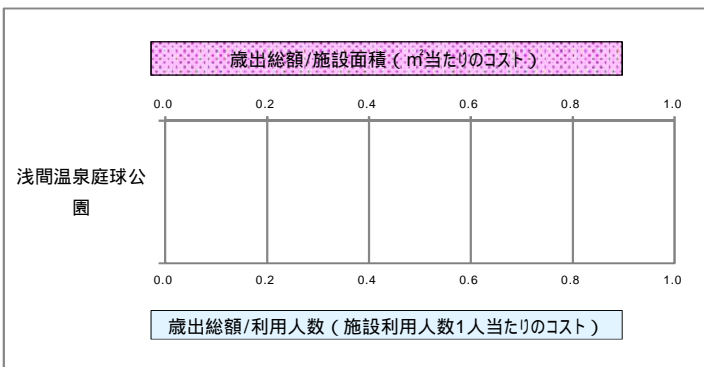 歳出総額/施設面積(㎡当たりのコスト)
0.0 0.2 0.4 0.6 0.8 1.0
浅間温泉庭球公
園
0.0 0.2 0.4 0.6 0.8 1.0
歳出総額/利用人数(施設利用人数1人当たりのコスト)